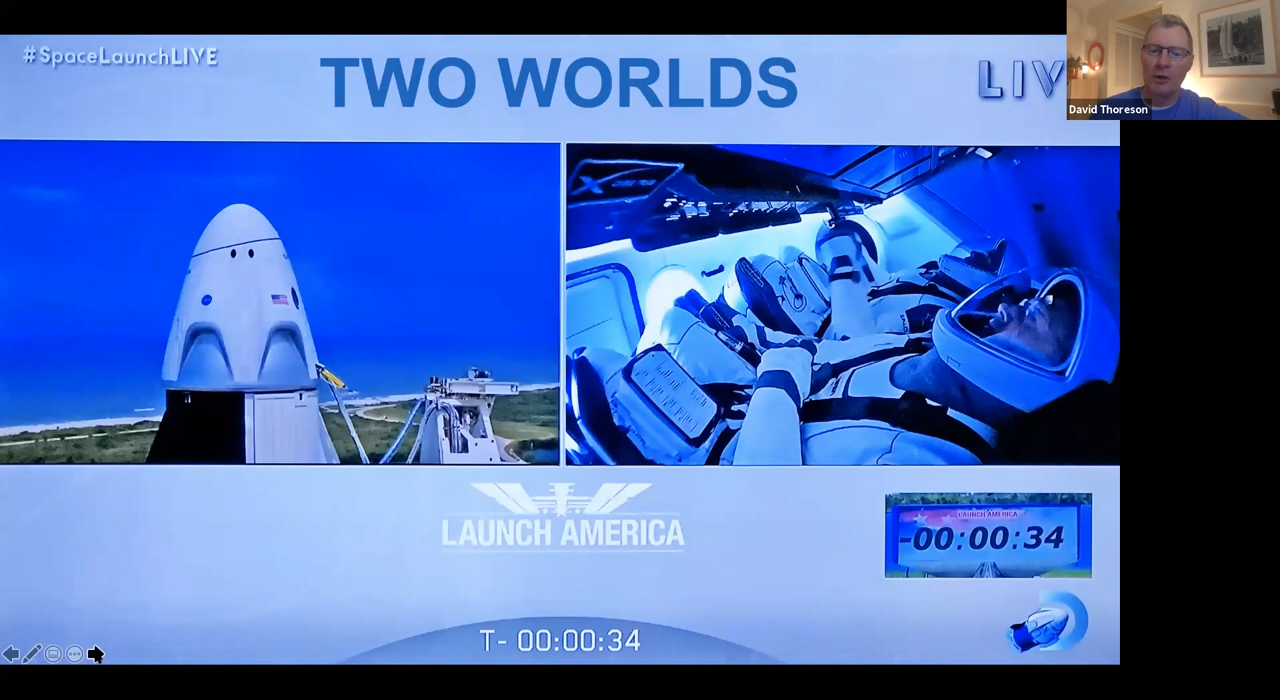 #SpaceLaunchLIVE
TWO WORLDS
LIV
David Thoreson
LAUNCH AMERICA
LAUNCH AMERICA
-00:00:34
T- 00:00:34